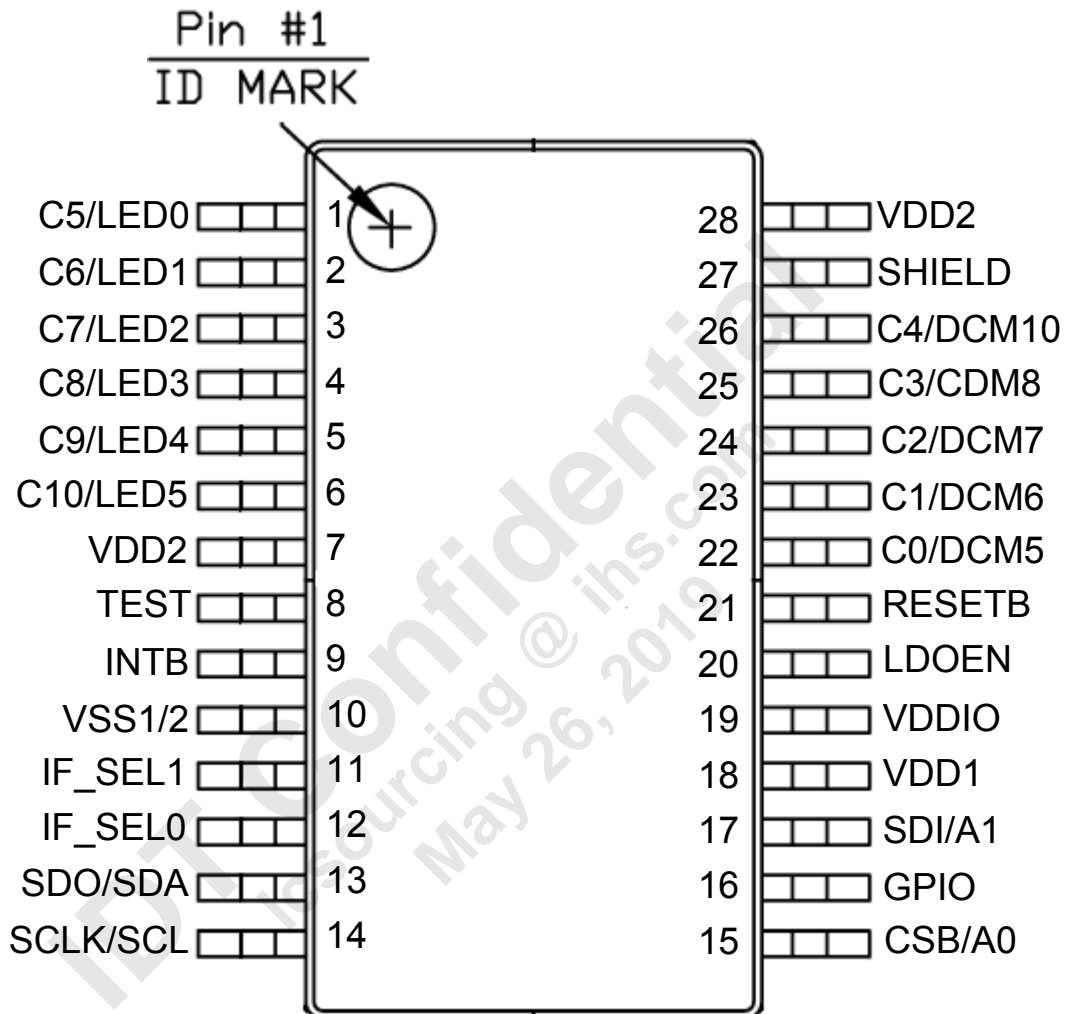 Pin #1
ID MARK
C5/LED0 1
C6/LED1 2
C7/LED2 3
C8/LED3 4
C9/LED4 5
C10/LED5 6
VDD2 7
TEST 8
INTB 9
VSS1/2 10
IF_SEL1 11
IF_SEL0 12
SDO/SDA 13
SCLK/SCL 14
28 VDD2
27 SHIELD
26 C4/DCM10
25 C3/CDM8
24 C2/DCM7
23 C1/DCM6
22 C0/DCM5
21 RESETB
20 LDOEN
19 VDDIO
18 VDD1
17 SDI/A1
16 GPIO
15 CSB/A0
IDT Confidential
icsourcing @ ihs.com
May 26, 2019